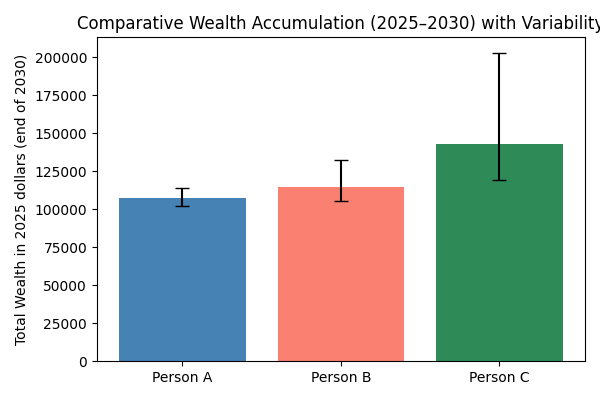 Comparative Wealth Accumulation (2025–2030) with Variability
Total Wealth in 2025 dollars (end of 2030)
200000
175000
150000
125000
100000
75000
50000
25000
0
Person A
Person B
Person C